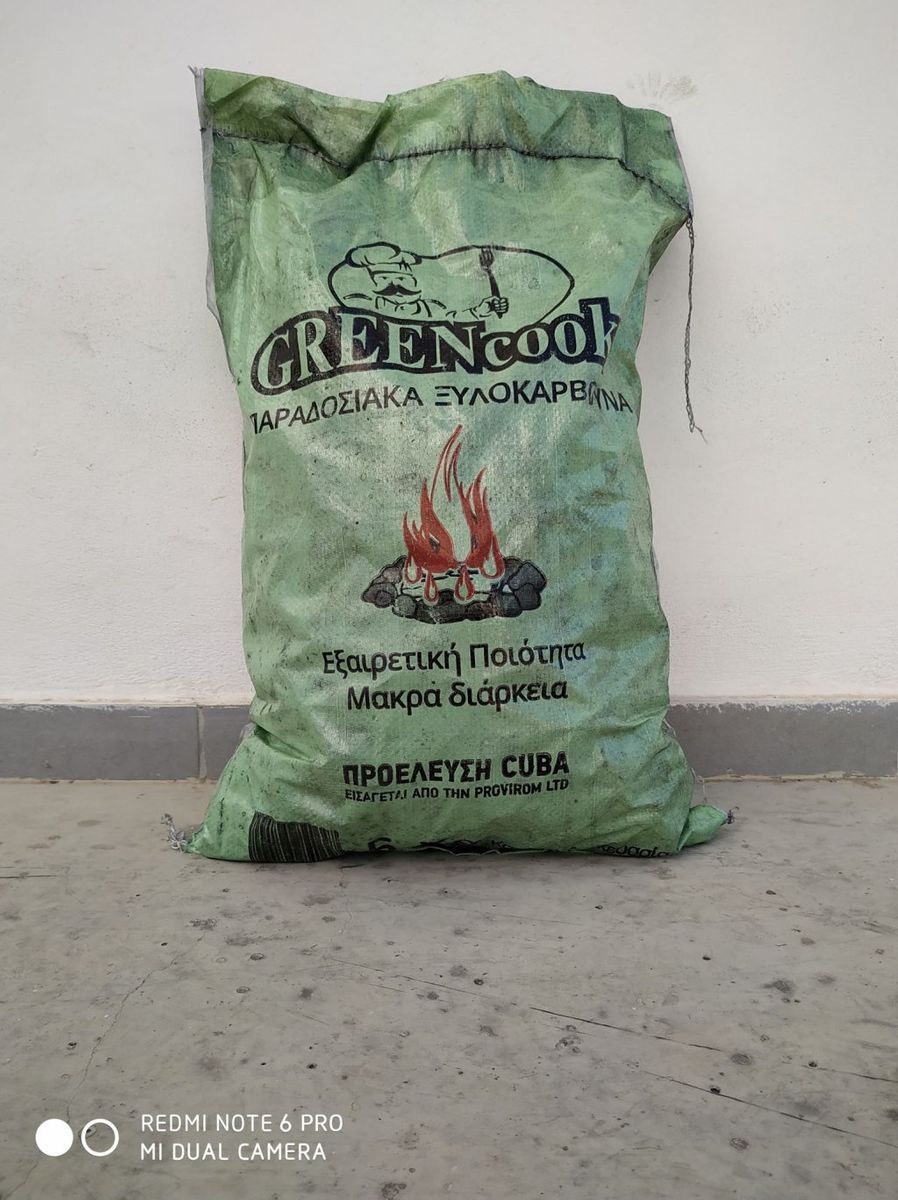 GREENcook
ΠΑΡΑΔΟΣΙΑΚΑ ΞΥΛΟΚΑΡΒΟΥΝΑ
Εξαιρετική Ποιότητα
Μακρά διάρκεια
ΠΡΟΕΛΕΥΣΗ CUBA
ΕΙΣΑΓΕΤΑΙ ΑΠΟ ΤΗΝ PROVIROM LTD
REDMI NOTE 6 PRO
MI DUAL CAMERA